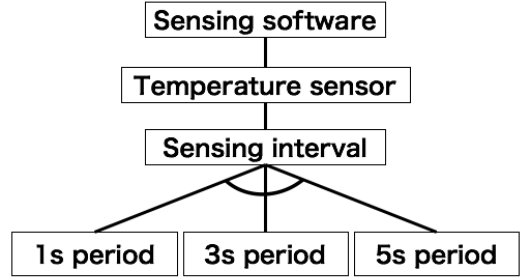 Sensing software
Temperature sensor
Sensing interval
1s period
3s period
5s period